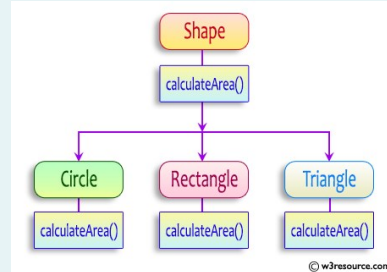 Shape
calculateArea()
Circle
Rectangle
Triangle
calculateArea()
calculateArea()
calculateArea()
© w3resource.com